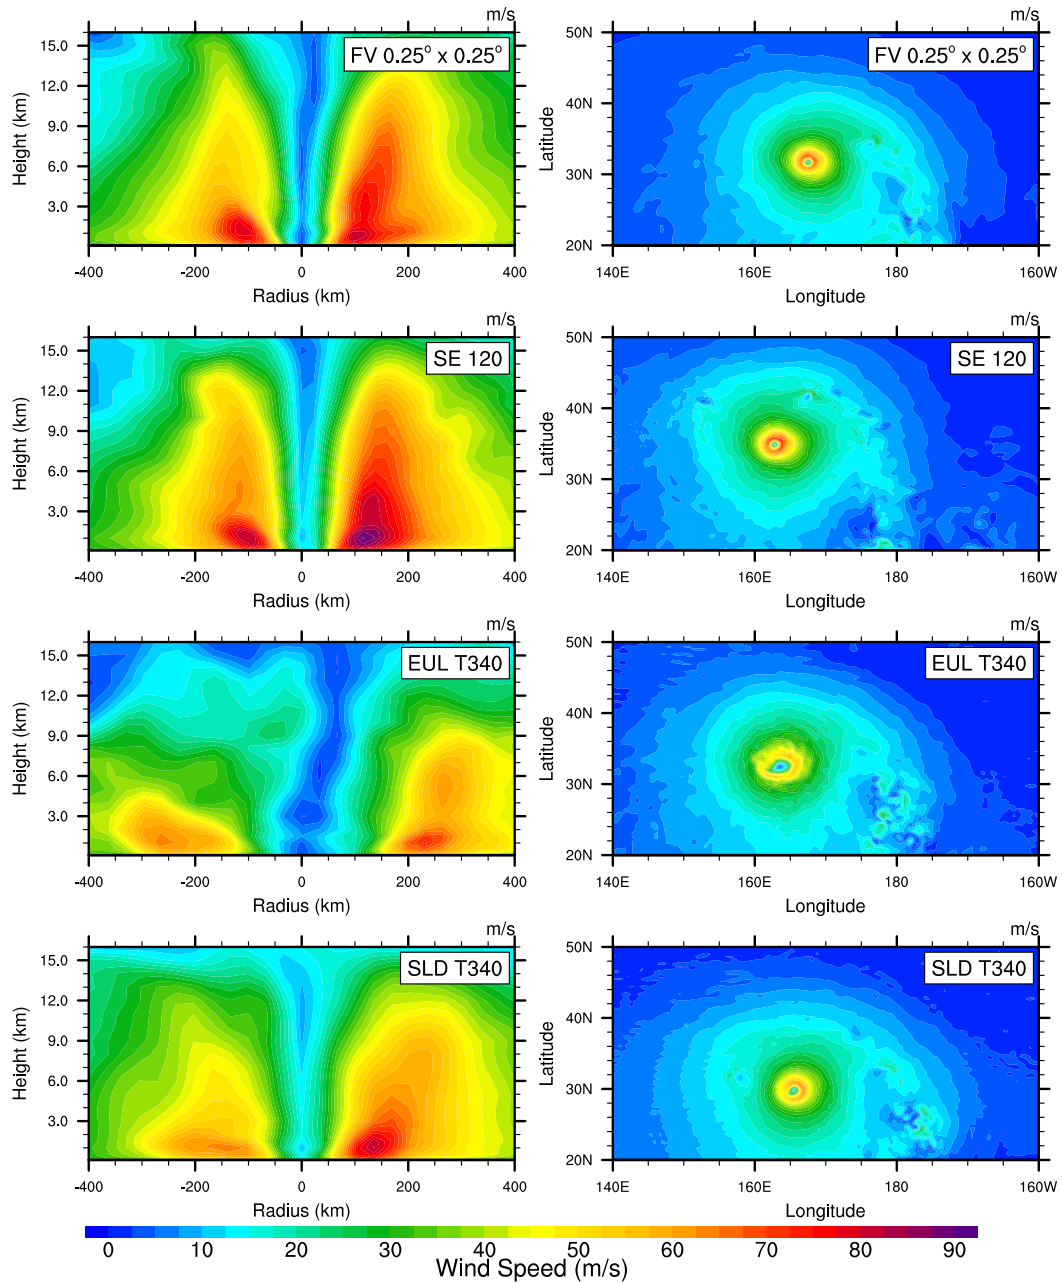 m/s
m/s
FV 0.25° x 0.25°
FV 0.25° x 0.25°
15.0
12.0
9.0
6.0
3.0
Height (km)
-400
-200
0
200
400
Radius (km)
50N
40N
30N
20N
Latitude
140E
160E
180
160W
Longitude
m/s
m/s
SE 120
SE 120
15.0
12.0
9.0
6.0
3.0
Height (km)
-400
-200
0
200
400
Radius (km)
50N
40N
30N
20N
Latitude
140E
160E
180
160W
Longitude
m/s
m/s
EUL T340
EUL T340
15.0
12.0
9.0
6.0
3.0
Height (km)
-400
-200
0
200
400
Radius (km)
50N
40N
30N
20N
Latitude
140E
160E
180
160W
Longitude
m/s
m/s
SLD T340
SLD T340
15.0
12.0
9.0
6.0
3.0
Height (km)
-400
-200
0
200
400
Radius (km)
50N
40N
30N
20N
Latitude
140E
160E
180
160W
Longitude
0 10 20 30 40 50 60 70 80 90
Wind Speed (m/s)